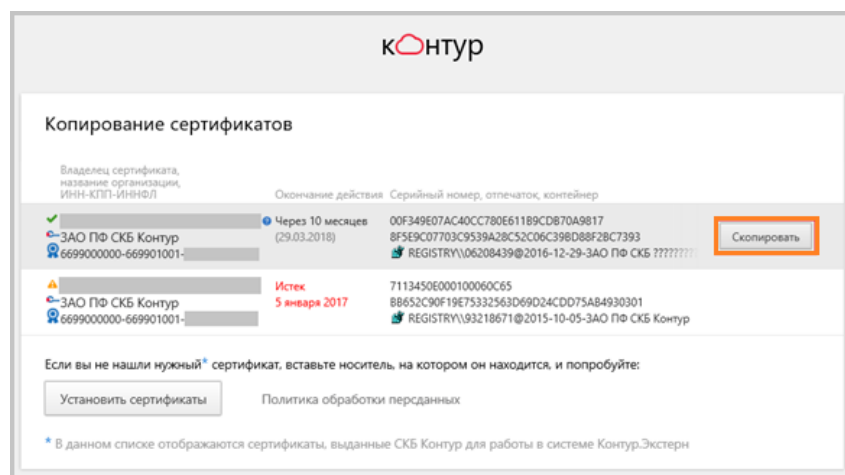 контур
Копирование сертификатов
Владелец сертификата,
название организации,
ИНН-КПП-ИННФЛ
Окончание действия
Серийный номер, отпечаток, контейнер
ЗАО ПФ СКБ Контур
6699000000-669901001-
Через 10 месяцев
(29.03.2018)
00F349E07AC40CC780E611B9CDB70A9817
8F5E9C07703C9539A28C52C06C398D88F2BC7393
REGISTRY\\06208439@2016-12-29-ЗАО ПФ СКБ ????????
Скопировать
ЗАО ПФ СКБ Контур
6699000000-669901001-
Истек
5 января 2017
7113450E000100060C65
BB652C90F19E75332563D69D24CDD75AB4930301
REGISTRY\\93218671@2015-10-05-ЗАО ПФ СКБ Контур
Если вы не нашли нужный* сертификат, вставьте носитель, на котором он находится, и попробуйте:
Установить сертификаты
Политика обработки персданных
* В данном списке отображаются сертификаты, выданные СКБ Контур для работы в системе Контур.Экстерн